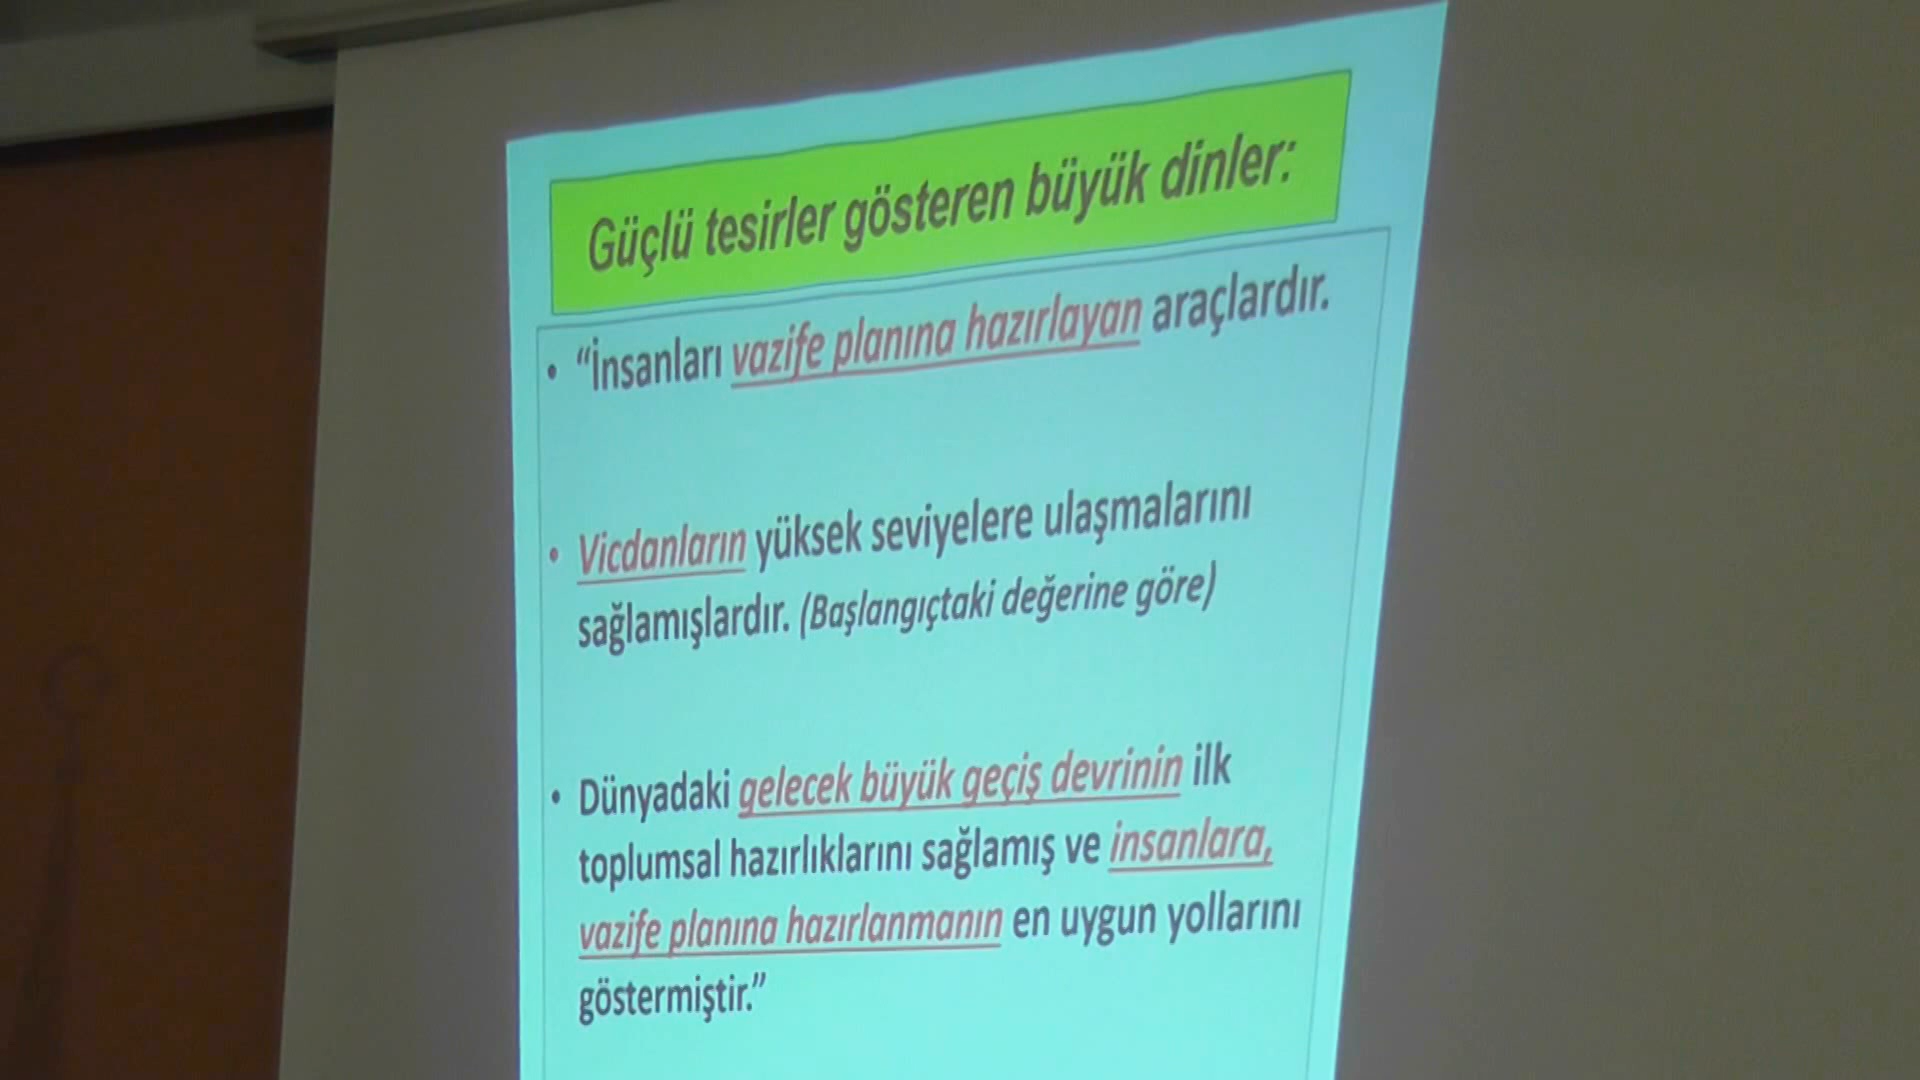 Güçlü tesirler gösteren büyük dinler:
• “İnsanları vazife planına hazırlayan araçlardır.
• Vicdanların yüksek seviyelere ulaşmalarını
sağlamışlardır. (Başlangıçtaki değerine göre)
• Dünyadaki gelecek büyük geçiş devrinin ilk
toplumsal hazırlıklarını sağlamış ve insanlara,
vazife planına hazırlanmanın en uygun yollarını
göstermiştir.”